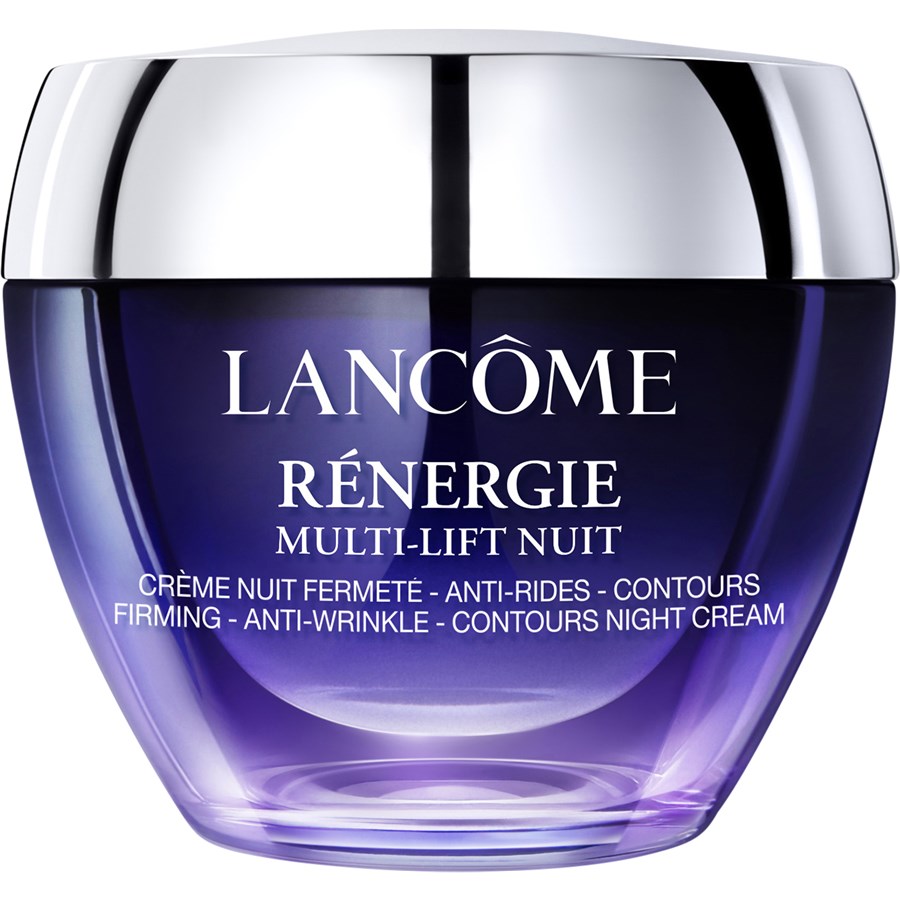 LANCÔME
RÉNERGIE
MULTI-LIFT NUIT
CRÈME NUIT FERMETÉ - ANTI-RIDES - CONTOURS
FIRMING - ANTI-WRINKLE - CONTOURS NIGHT CREAM